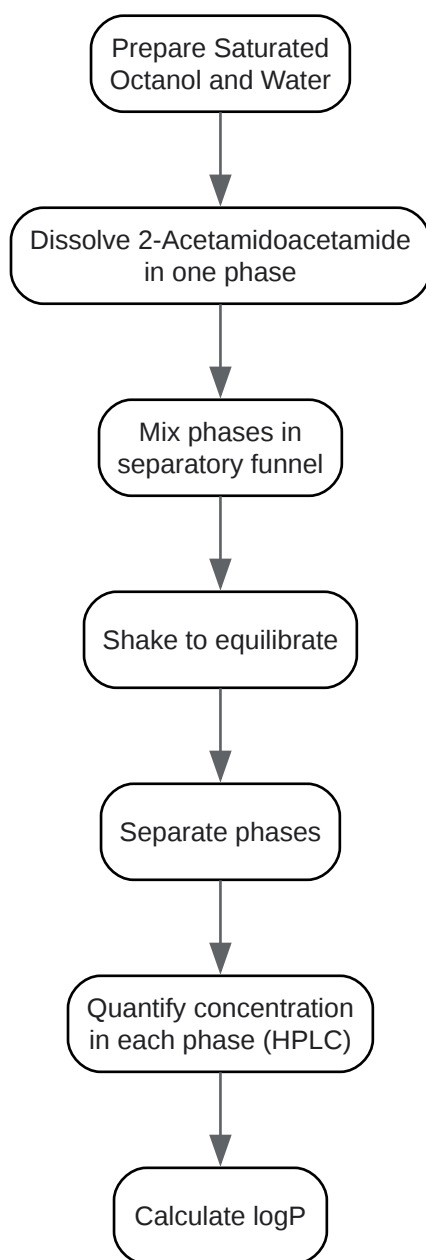 Prepare Saturated
Octanol and Water
Dissolve 2-Acetamidoacetamide
in one phase
Mix phases in
separatory funnel
Shake to equilibrate
Separate phases
Quantify concentration
in each phase (HPLC)
Calculate logP